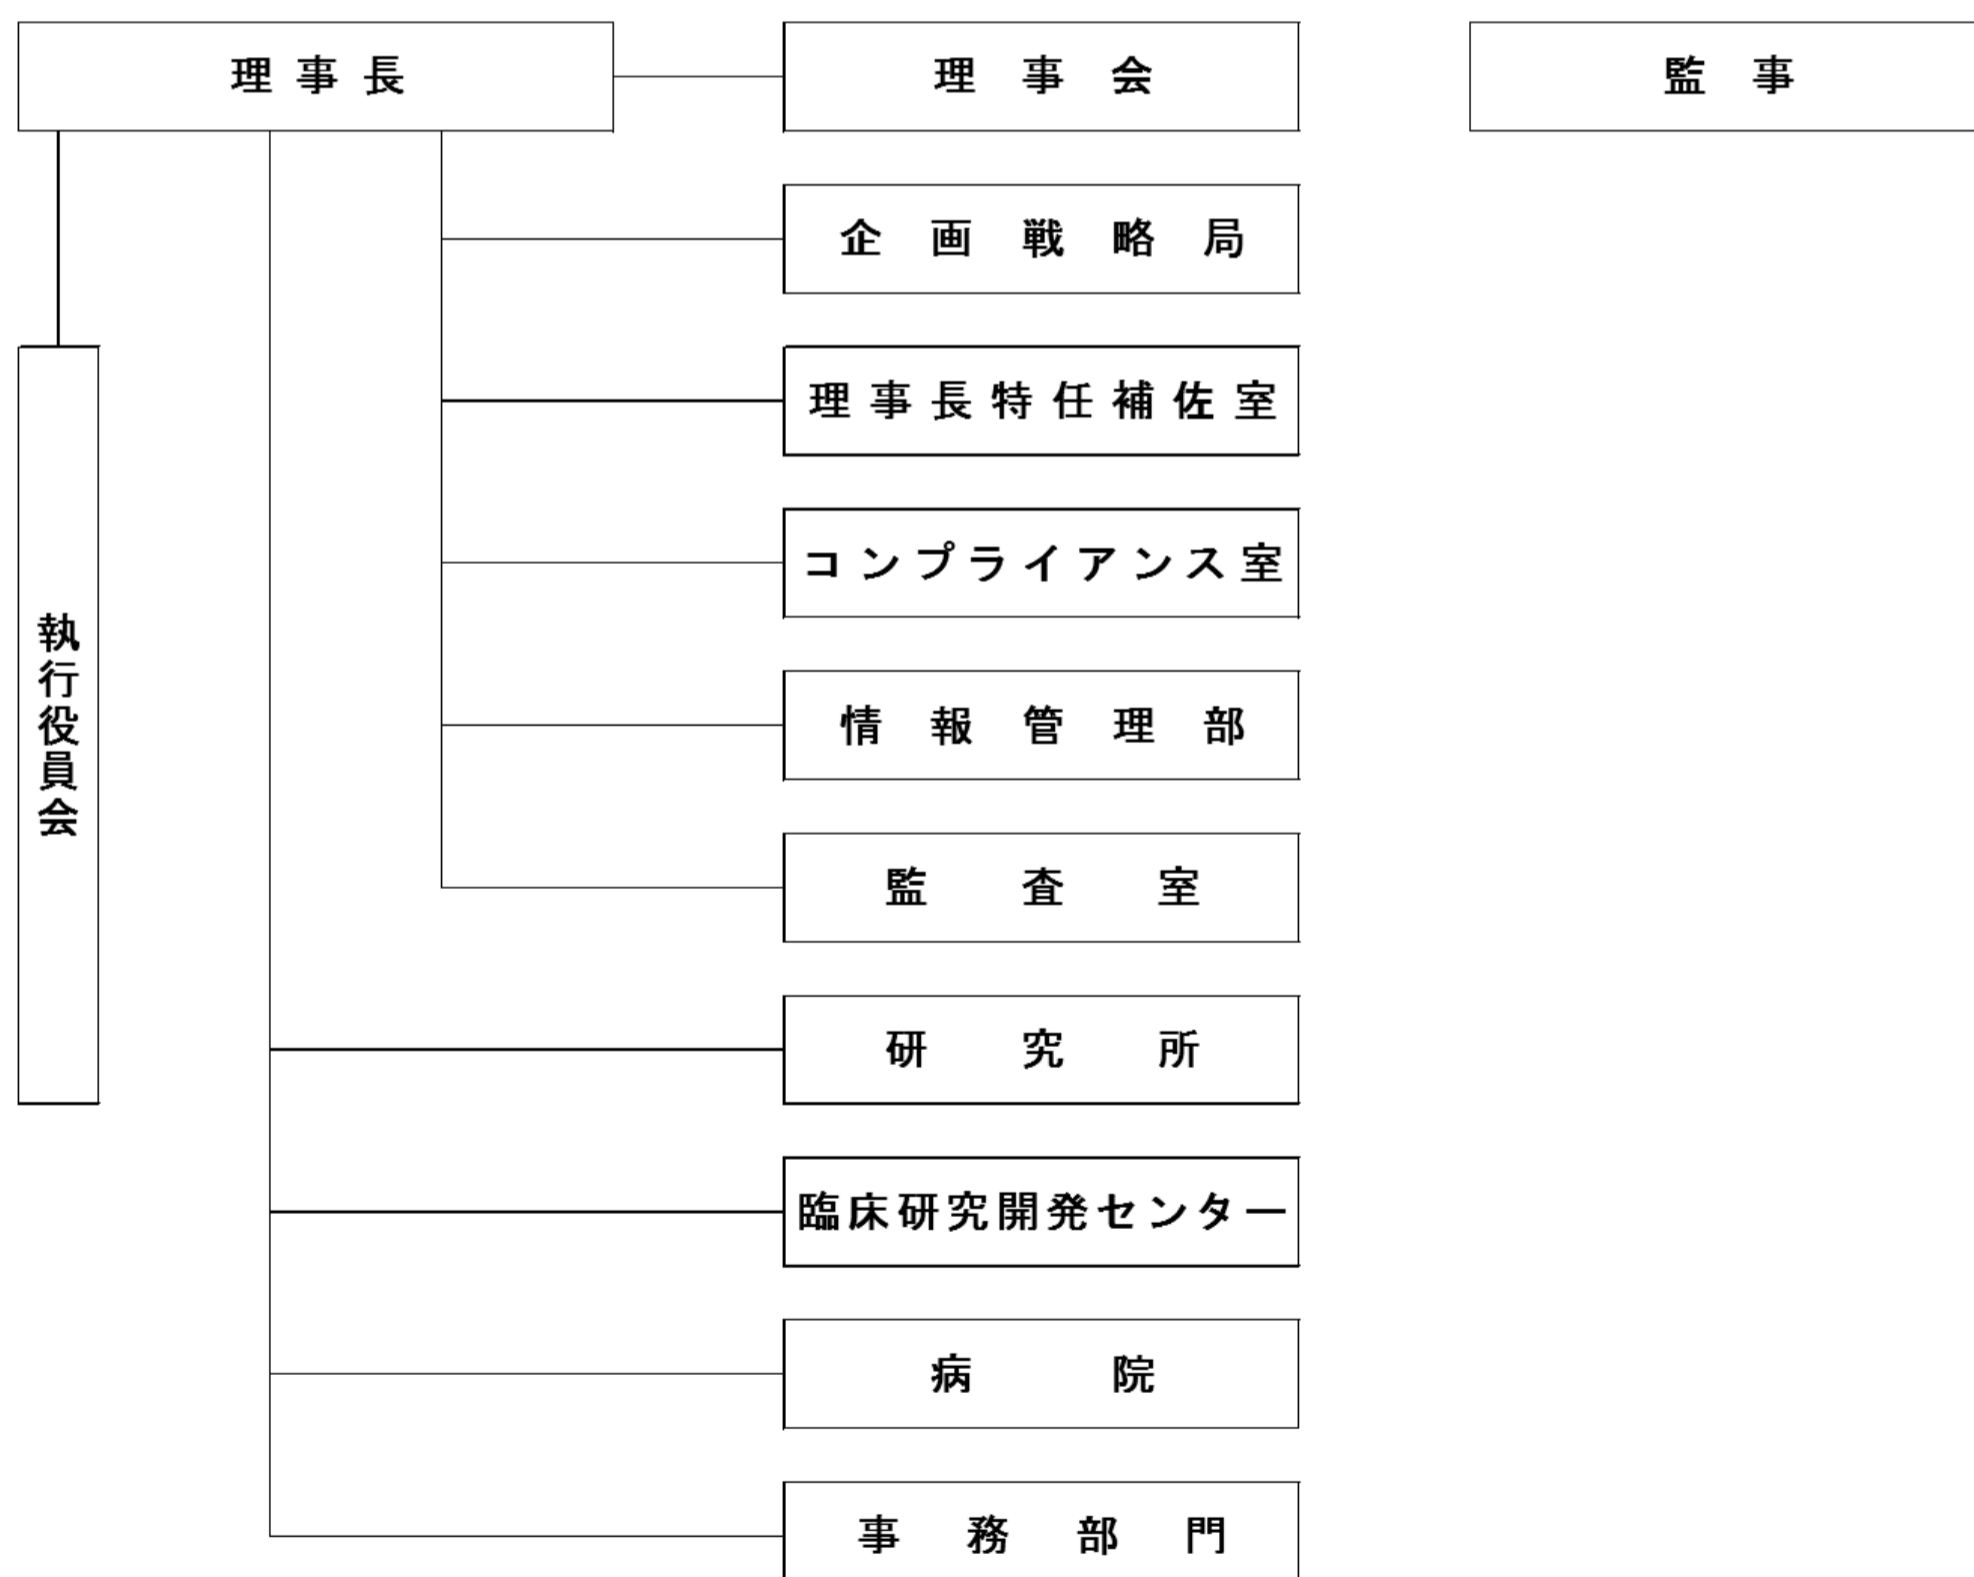 理事長
理事会
監事
企画戦略局
理事長特任補佐室
コンプライアンス室
執行役員会
情報管理部
監査室
研究所
臨床研究開発センター
病院
事務部門